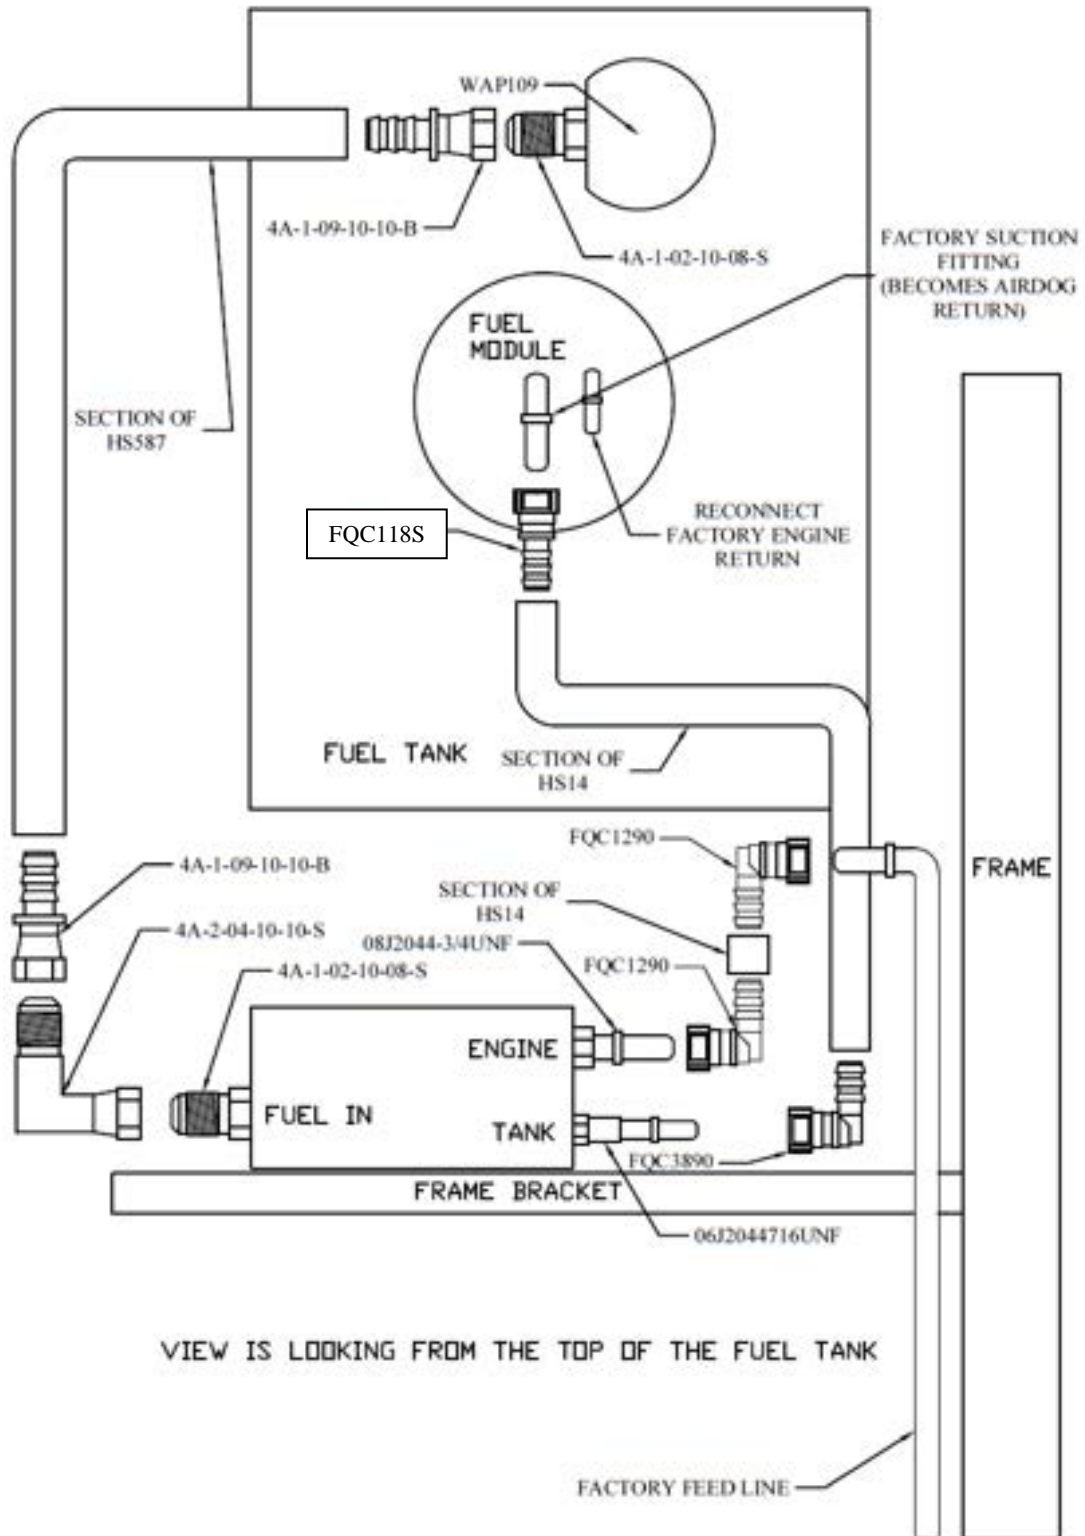 WAP109
4A-1-09-10-10-B
4A-1-02-10-08-S
FACTORY SUCTION
FITTING
(BECOMES AIRDOG
RETURN)
FUEL
MODULE
SECTION OF
HS587
FQC118S
RECONNECT
FACTORY ENGINE
RETURN
FUEL TANK
SECTION OF
HS14
FQC1290
4A-1-09-10-10-B
FRAME
SECTION OF
HS14
4A-2-04-10-10-S
08J2044-3/4UNF
4A-1-02-10-08-S
FQC1290
ENGINE
FUEL IN
TANK
FQC3890
FRAME BRACKET
06J2044716UNF
VIEW IS LOOKING FROM THE TOP OF THE FUEL TANK
FACTORY FEED LINE